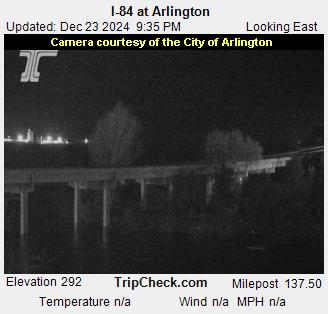 I-84 at Arlington
Updated: Dec 23 2024 9:35 PM Looking East
Camera courtesy of the City of Arlington
Elevation 292 TripCheck.com Milepost 137.50
Temperature n/a Wind n/a MPH n/a